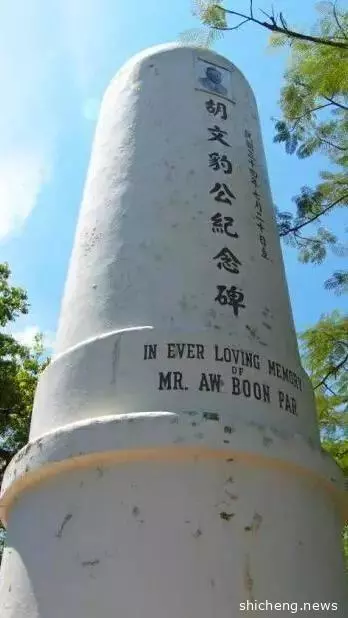 胡文豹公紀念碑
IN EVER LOVING MEMORY
OF
MR. AW BOON PAR
shicheng.news